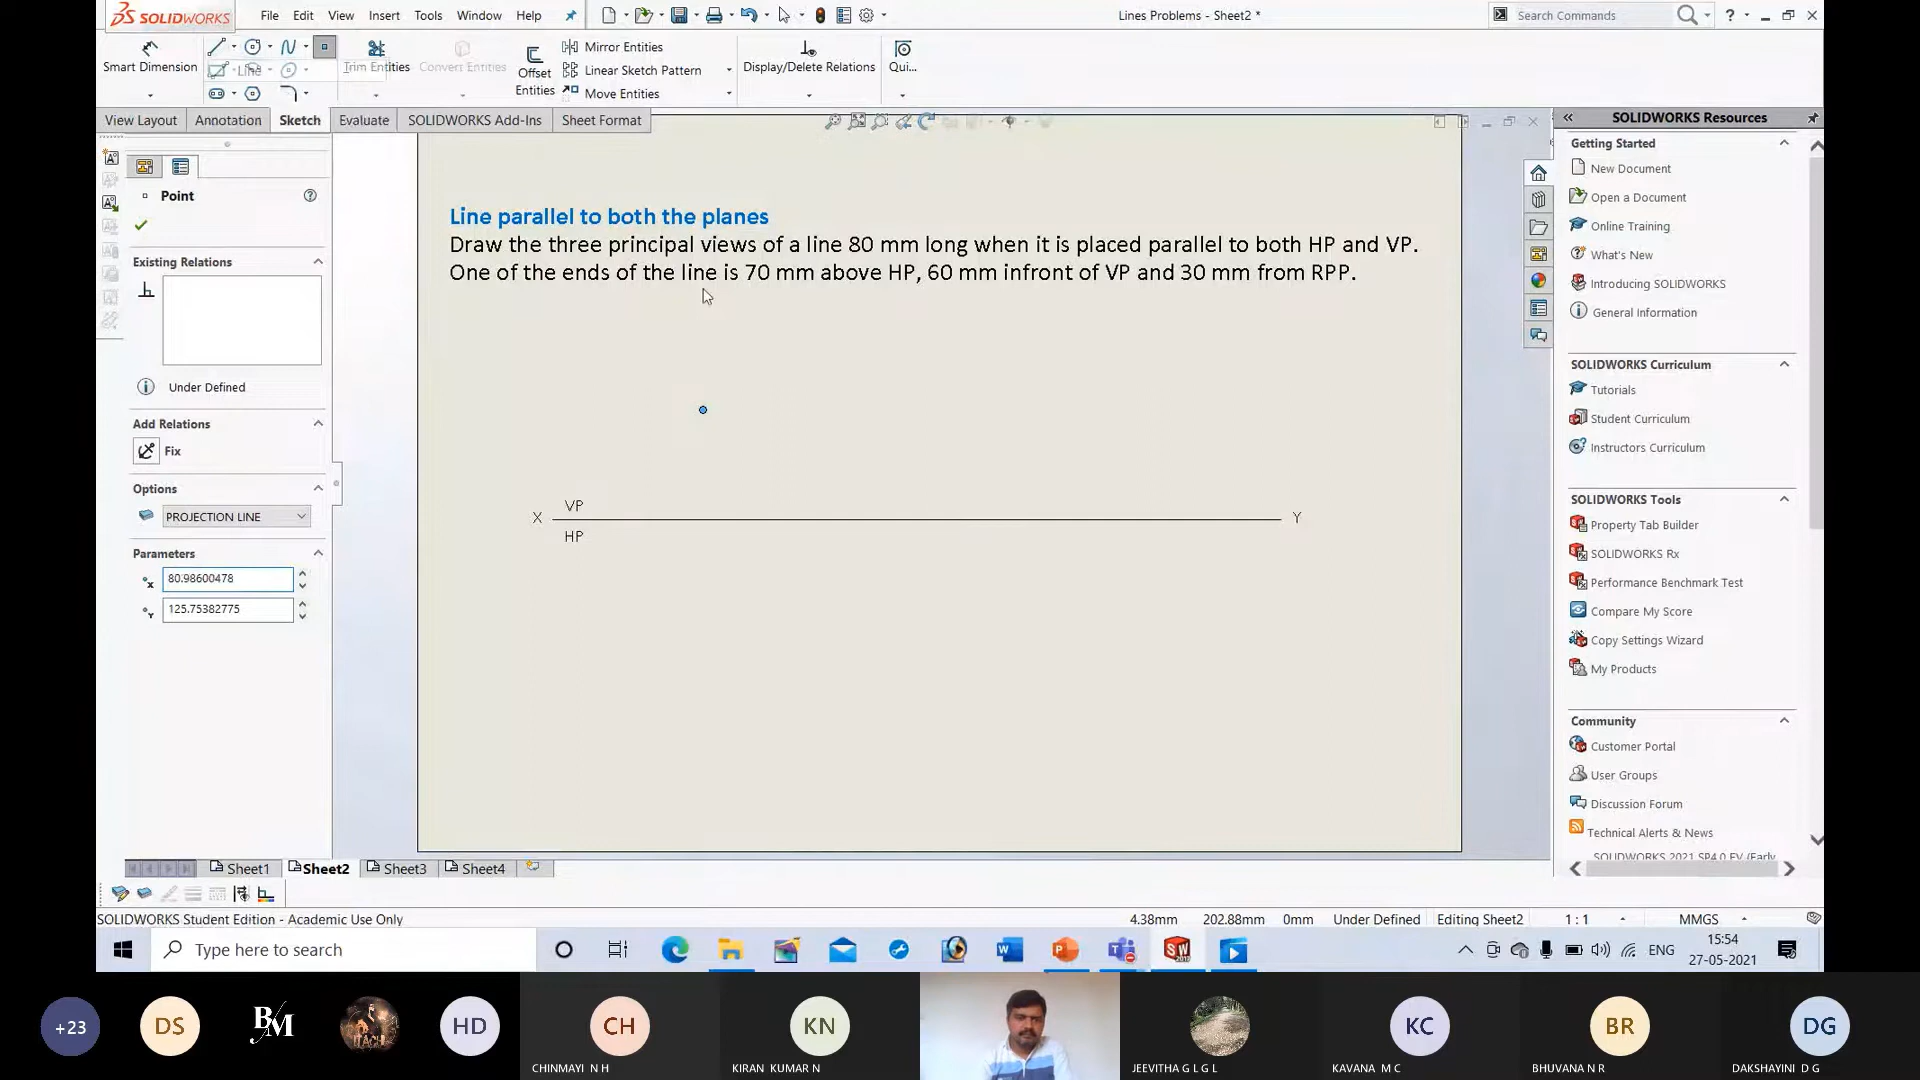 SOLIDWORKS File Edit View Insert Tools Window Help Lines Problems - Sheet2 * Search Commands ?
Smart Dimension
Line
Trim Entities
Convert Entities
Offset Entities
Mirror Entities
Linear Sketch Pattern
Move Entities
Display/Delete Relations
Qui...
View Layout Annotation Sketch Evaluate SOLIDWORKS Add-Ins Sheet Format
Point
Existing Relations
Under Defined
Add Relations
Fix
Options
PROJECTION LINE
Parameters
80.98600478
125.75382775
Line parallel to both the planes
Draw the three principal views of a line 80 mm long when it is placed parallel to both HP and VP.
One of the ends of the line is 70 mm above HP, 60 mm infront of VP and 30 mm from RPP.
VP
X Y
HP
SOLIDWORKS Resources
Getting Started
New Document
Open a Document
Online Training
What's New
Introducing SOLIDWORKS
General Information
SOLIDWORKS Curriculum
Tutorials
Student Curriculum
Instructors Curriculum
SOLIDWORKS Tools
Property Tab Builder
SOLIDWORKS Rx
Performance Benchmark Test
Compare My Score
Copy Settings Wizard
My Products
Community
Customer Portal
User Groups
Discussion Forum
Technical Alerts & News
SOLIDWORKS 2021 SP4.0 EV (Early
Sheet1 Sheet2 Sheet3 Sheet4
SOLIDWORKS Student Edition - Academic Use Only 4.38mm 202.88mm 0mm Under Defined Editing Sheet2 1 : 1 MMGS
Type here to search ENG 15:54
27-05-2021
+23 DS BM HD CH KN KC BR DG
CHINMAYI N H KIRAN KUMAR N JEEVITHA G L G L KAVANA M C BHUVANA N R DAKSHAYINI D G